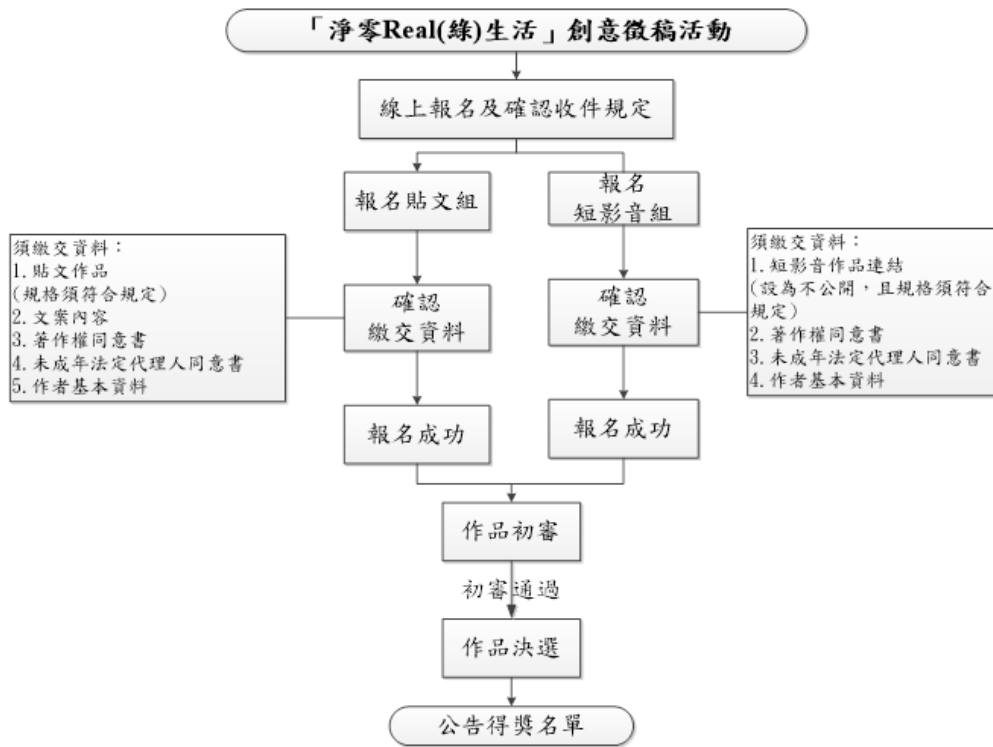 「淨零Real(綠)生活」創意徵稿活動
線上報名及確認收件規定
報名貼文組
報名
短影音組
須繳交資料：
1. 貼文作品
(規格須符合規定)
2. 文案內容
3. 著作權同意書
4. 未成年法定代理人同意書
5. 作者基本資料
確認
繳交資料
確認
繳交資料
須繳交資料：
1. 短影音作品連結
(設為不公開，且規格須符合
規定)
2. 著作權同意書
3. 未成年法定代理人同意書
4. 作者基本資料
報名成功
報名成功
作品初審
初審通過
作品決選
公告得獎名單